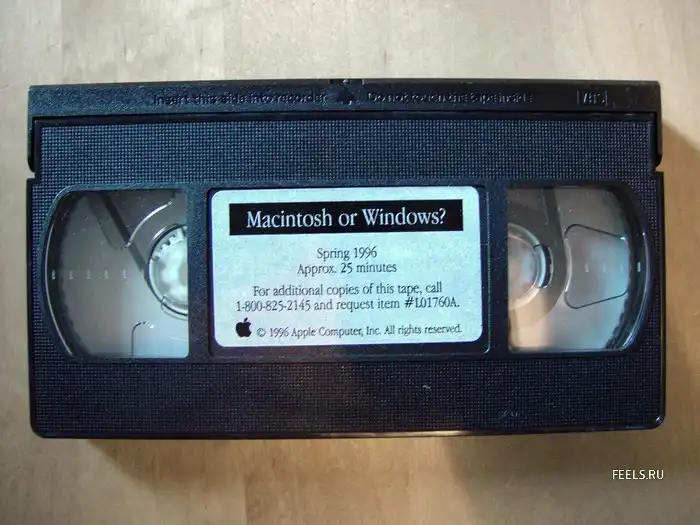 Insert this side into recorder Do not touch the tape inside VHS
Macintosh or Windows?
Spring 1996
Approx. 25 minutes
For additional copies of this tape, call
1-800-825-2145 and request item #L01760A.
© 1996 Apple Computer, Inc. All rights reserved.
FEELS.RU